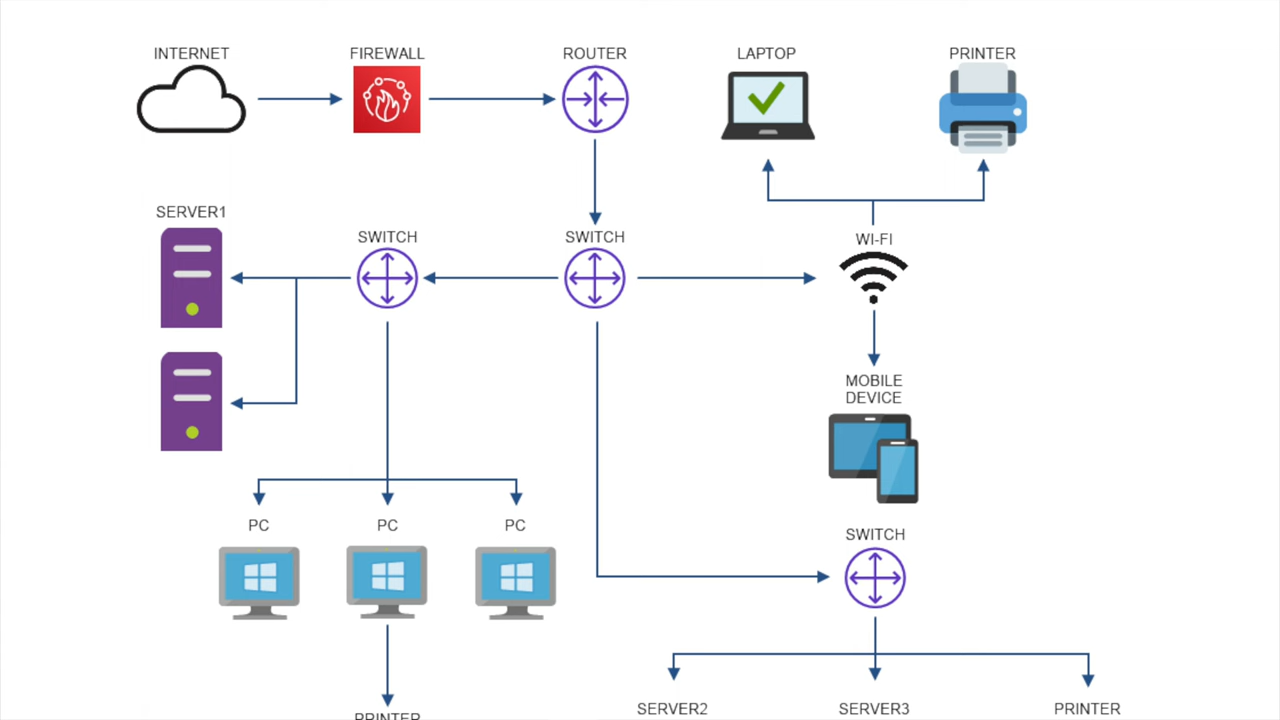 INTERNET
FIREWALL
ROUTER
LAPTOP
PRINTER
SERVER1
SWITCH
SWITCH
WI-FI
MOBILE
DEVICE
PC
PC
PC
SWITCH
PRINTER
SERVER2
SERVER3
PRINTER